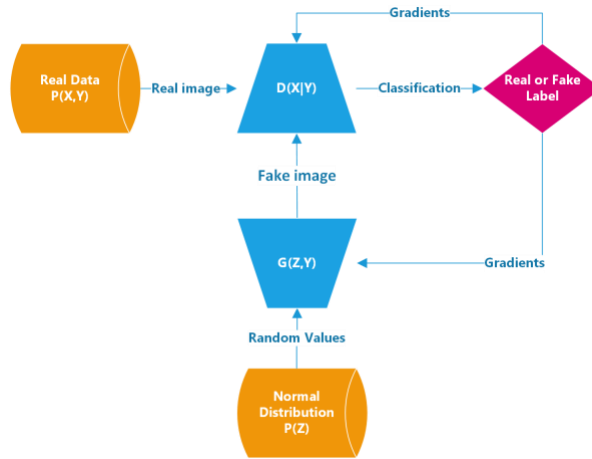 Gradients
Real Data
P(X,Y)
Real image
D(X|Y)
Classification
Real or Fake
Label
Fake image
G(Z,Y)
Gradients
Random Values
Normal
Distribution
P(Z)